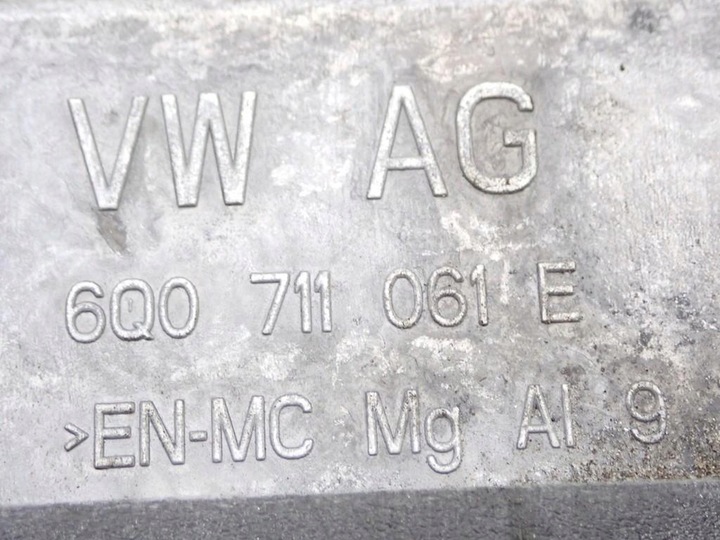 VW AG
6Q0 711 061 E
>EN-MC Mg Al 9